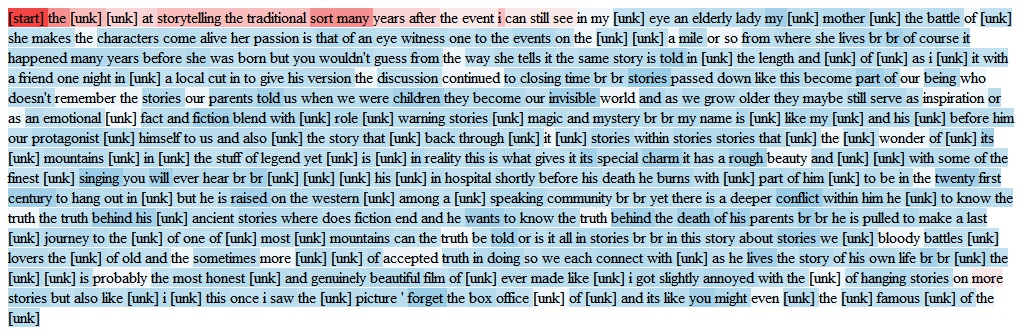 [start] the [unk] [unk] at storytelling the traditional sort many years after the event i can still see in my [unk] eye an elderly lady my [unk] mother [unk] the battle of [unk]
she makes the characters come alive her passion is that of an eye witness one to the events on the [unk] [unk] a mile or so from where she lives br br of course it
happened many years before she was born but you wouldn't guess from the way she tells it the same story is told in [unk] the length and [unk] of [unk] as i [unk] it with
a friend one night in [unk] a local cut in to give his version the discussion continued to closing time br br stories passed down like this become part of our being who
doesn't remember the stories our parents told us when we were children they become our invisible world and as we grow older they maybe still serve as inspiration or
as an emotional [unk] fact and fiction blend with [unk] role [unk] warning stories [unk] magic and mystery br br my name is [unk] like my [unk] and his [unk] before him
our protagonist [unk] himself to us and also [unk] the story that [unk] back through [unk] it [unk] stories within stories stories that [unk] the [unk] wonder of [unk] its
[unk] mountains [unk] in [unk] the stuff of legend yet [unk] is [unk] in reality this is what gives it its special charm it has a rough beauty and [unk] [unk] with some of the
finest [unk] singing you will ever hear br br [unk] [unk] [unk] his [unk] in hospital shortly before his death he burns with [unk] part of him [unk] to be in the twenty first
century to hang out in [unk] but he is raised on the western [unk] among a [unk] speaking community br br yet there is a deeper conflict within him he [unk] to know the
truth the truth behind his [unk] ancient stories where does fiction end and he wants to know the truth behind the death of his parents br br he is pulled to make a last
[unk] journey to the [unk] of one of [unk] most [unk] mountains can the truth be told or is it all in stories br br in this story about stories we [unk] bloody battles [unk]
lovers the [unk] of old and the sometimes more [unk] [unk] of accepted truth in doing so we each connect with [unk] as he lives the story of his own life br br [unk] the
[unk] [unk] is probably the most honest [unk] and genuinely beautiful film of [unk] ever made like [unk] i got slightly annoyed with the [unk] of hanging stories on more
stories but also like [unk] i [unk] this once i saw the [unk] picture ' forget the box office [unk] of [unk] and its like you might even [unk] the [unk] famous [unk] of the
[unk]